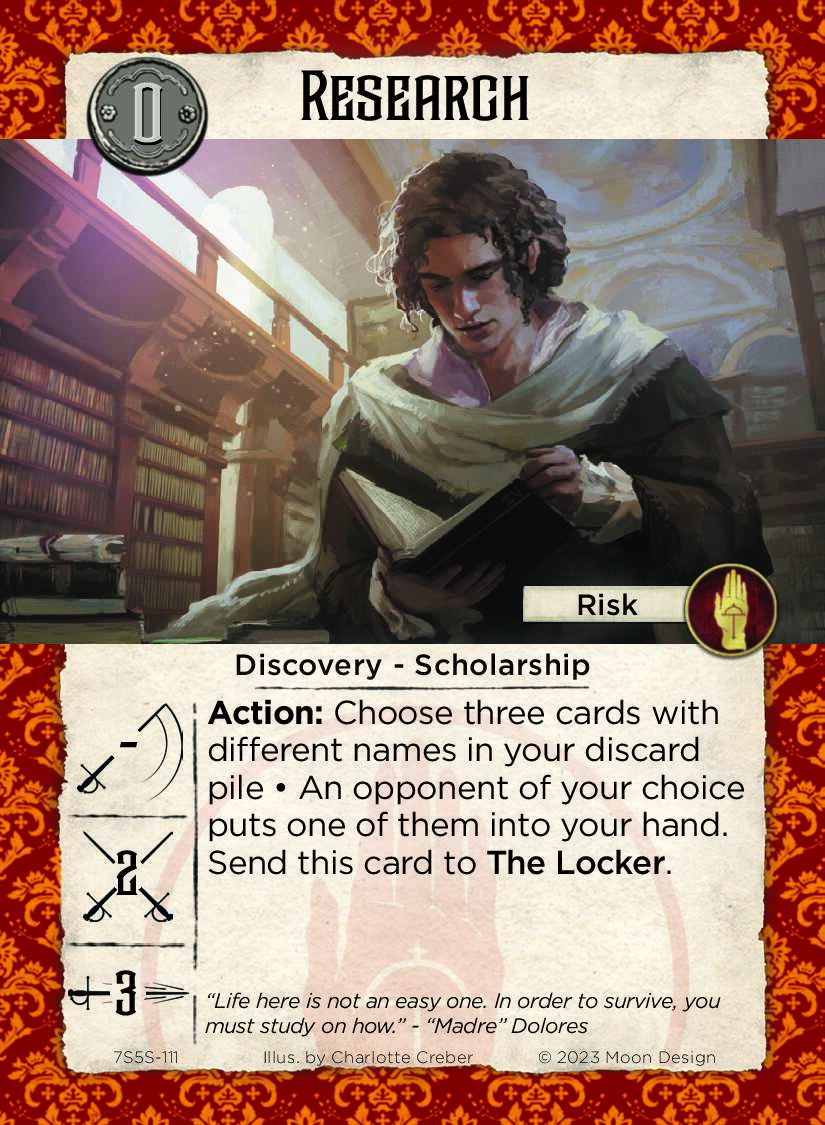 0
RESEARCH
Risk
Discovery - Scholarship
-
2
3
Action: Choose three cards with
different names in your discard
pile • An opponent of your choice
puts one of them into your hand.
Send this card to The Locker.
“Life here is not an easy one. In order to survive, you
must study on how.” - “Madre” Dolores
7S5S-111 Illus. by Charlotte Creber © 2023 Moon Design